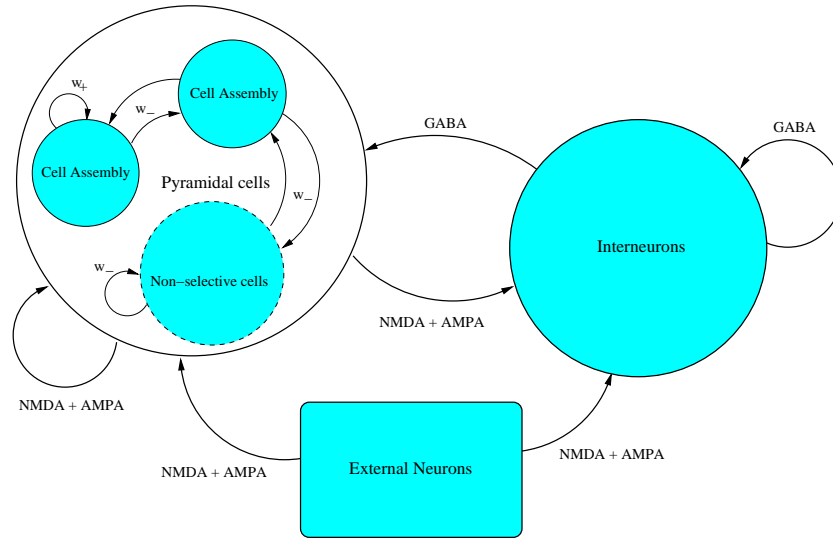 w+
Cell Assembly
w−
Cell Assembly
Pyramidal cells
w−
w−
Non−selective cells
NMDA + AMPA
GABA
GABA
Interneurons
NMDA + AMPA
NMDA + AMPA
External Neurons
NMDA + AMPA